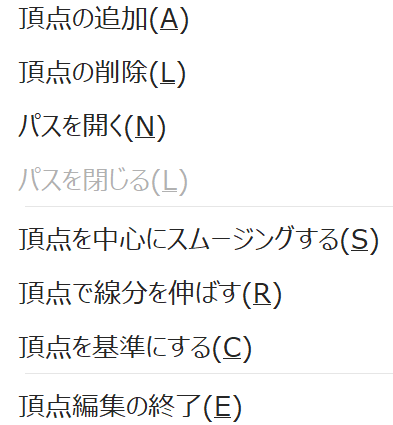 頂点の追加(A)
頂点の削除(L)
パスを開く(N)
パスを閉じる(L)
頂点を中心にスムージングする(S)
頂点で線分を伸ばす(R)
頂点を基準にする(C)
頂点編集の終了(E)